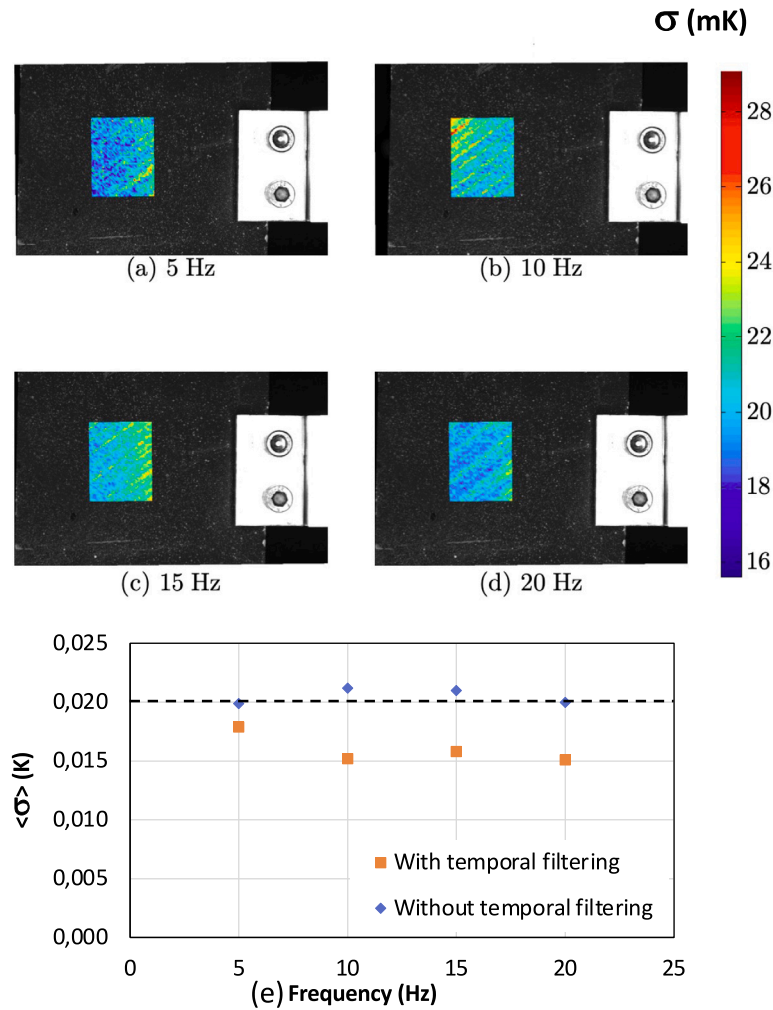 σ (mK)
28
26
24
22
20
18
16
(a) 5 Hz
(b) 10 Hz
(c) 15 Hz
(d) 20 Hz
0,025
0,020
0,015
0,010
0,005
0,000
<σ> (K)
With temporal filtering
Without temporal filtering
0 5 10 15 20 25
(e) Frequency (Hz)